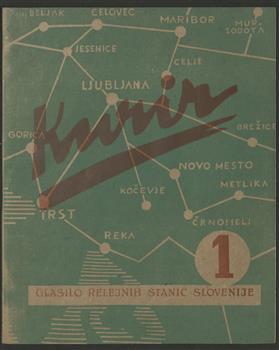 BELJAK
CELOVEC
MARIBOR
MUR.
SOBOTA
JESENICE
CELJE
LJUBLJANA
Kurir
GORICA
BREŽICE
NOVO MESTO
METLIKA
KOČEVJE
TRST
ČRNOMELJ
REKA
1
GLASILO RELEJNIH STANIC SLOVENIJE